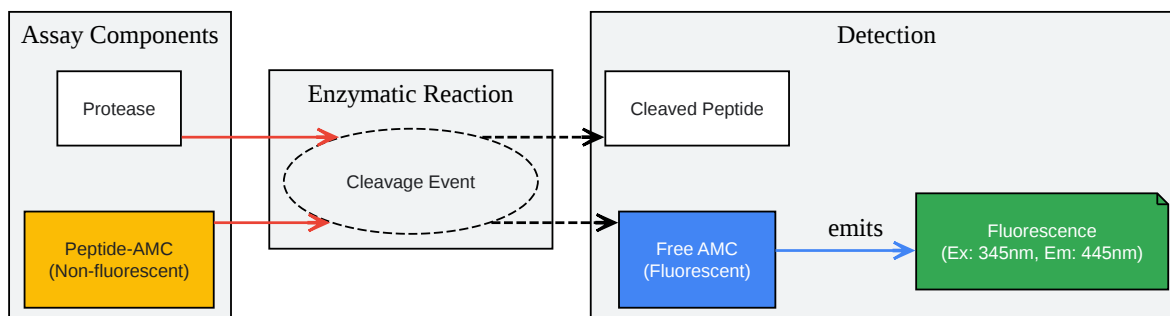 Assay Components
Protease
Peptide-AMC
(Non-fluorescent)
Enzymatic Reaction
Cleavage Event
Detection
Cleaved Peptide
Free AMC
(Fluorescent)
emits
Fluorescence
(Ex: 345nm, Em: 445nm)